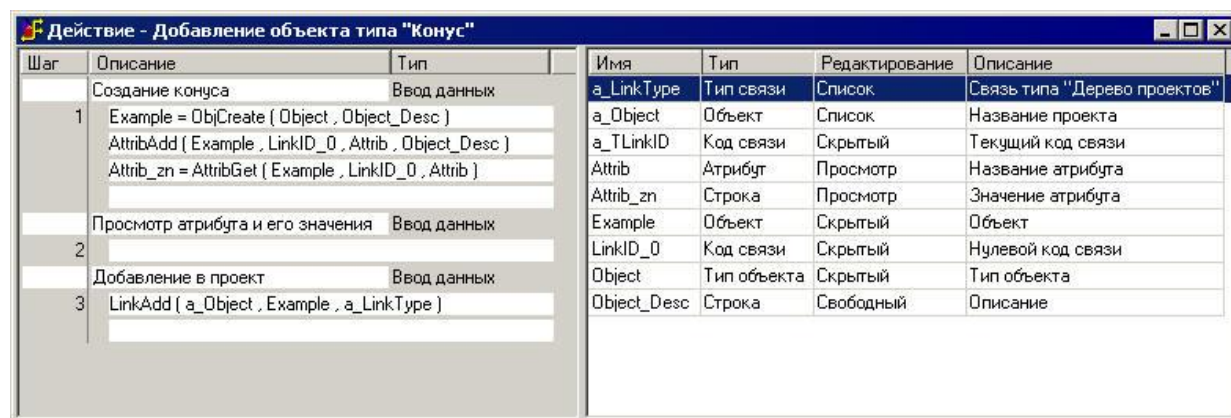 Действие - Добавление объекта типа "Конус"
Шаг Описание Тип
Создание конуса Ввод данных
1 Example = ObjCreate ( Object , Object_Desc )
AttribAdd ( Example , LinkID_0 , Attrib , Object_Desc )
Attrib_zn = AttribGet ( Example , LinkID_0 , Attrib )
Просмотр атрибута и его значения Ввод данных
2
Добавление в проект Ввод данных
3 LinkAdd ( a_Object , Example , a_LinkType )
Имя Тип Редактирование Описание
a_LinkType Тип связи Список Связь типа "Дерево проектов"
a_Object Объект Список Название проекта
a_TLinkID Код связи Скрытый Текущий код связи
Attrib Атрибут Просмотр Название атрибута
Attrib_zn Строка Просмотр Значение атрибута
Example Объект Скрытый Объект
LinkID_0 Код связи Скрытый Нулевой код связи
Object Тип объекта Скрытый Тип объекта
Object_Desc Строка Свободный Описание